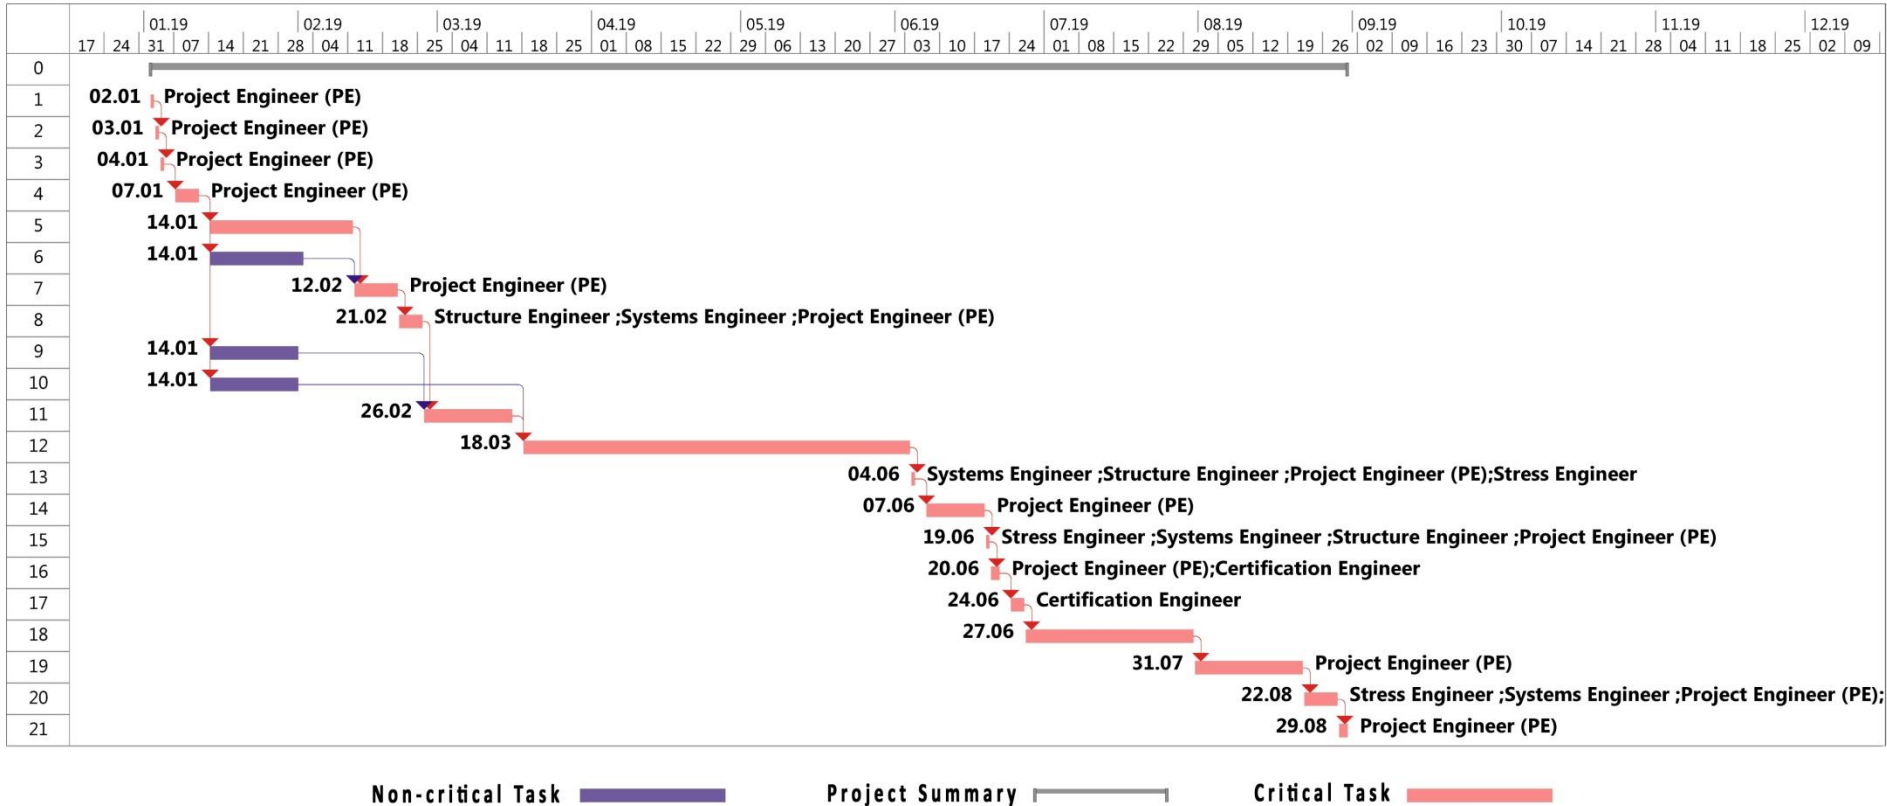 01.19 02.19 03.19 04.19 05.19 06.19 07.19 08.19 09.19 10.19 11.19 12.19
17 24 31 07 14 21 28 04 11 18 25 04 11 18 25 01 08 15 22 29 06 13 20 27 03 10 17 24 01 08 15 22 29 05 12 19 26 02 09 16 23 30 07 14 21 28 04 11 18 25 02 09
0
1 02.01 Project Engineer (PE)
2 03.01 Project Engineer (PE)
3 04.01 Project Engineer (PE)
4 07.01 Project Engineer (PE)
5 14.01
6 14.01
7 12.02 Project Engineer (PE)
8 21.02 Structure Engineer ;Systems Engineer ;Project Engineer (PE)
9 14.01
10 14.01
11 26.02
12 18.03
13 04.06 Systems Engineer ;Structure Engineer ;Project Engineer (PE);Stress Engineer
14 07.06 Project Engineer (PE)
15 19.06 Stress Engineer ;Systems Engineer ;Structure Engineer ;Project Engineer (PE)
16 20.06 Project Engineer (PE);Certification Engineer
17 24.06 Certification Engineer
18 27.06
19 31.07 Project Engineer (PE)
20 22.08 Stress Engineer ;Systems Engineer ;Project Engineer (PE);
21 29.08 Project Engineer (PE)
Non-critical Task Project Summary Critical Task